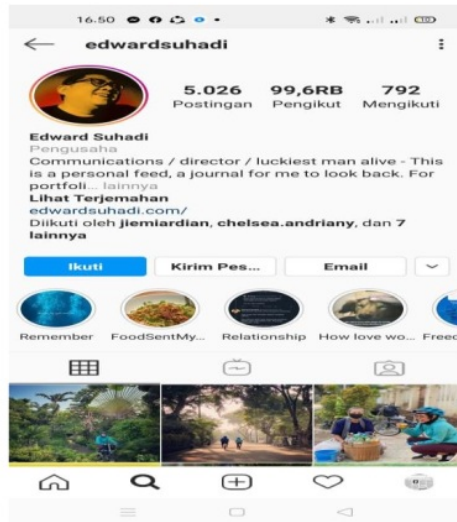 16.50
edwardsuhadi
5.026 99,6RB 792
Postingan Pengikut Mengikuti
Edward Suhadi
Pengusaha
Communications / director / luckiest man alive - This
is a personal feed, a journal for me to look back. For
portfoli... lainnya
Lihat Terjemahan
edwardsuhadi.com/
Diikuti oleh jiemiardian, chelsea.andriany, dan 7
lainnya
Ikuti Kirim Pes... Email
Remember FoodSentMy... Relationship How love wo... Freed